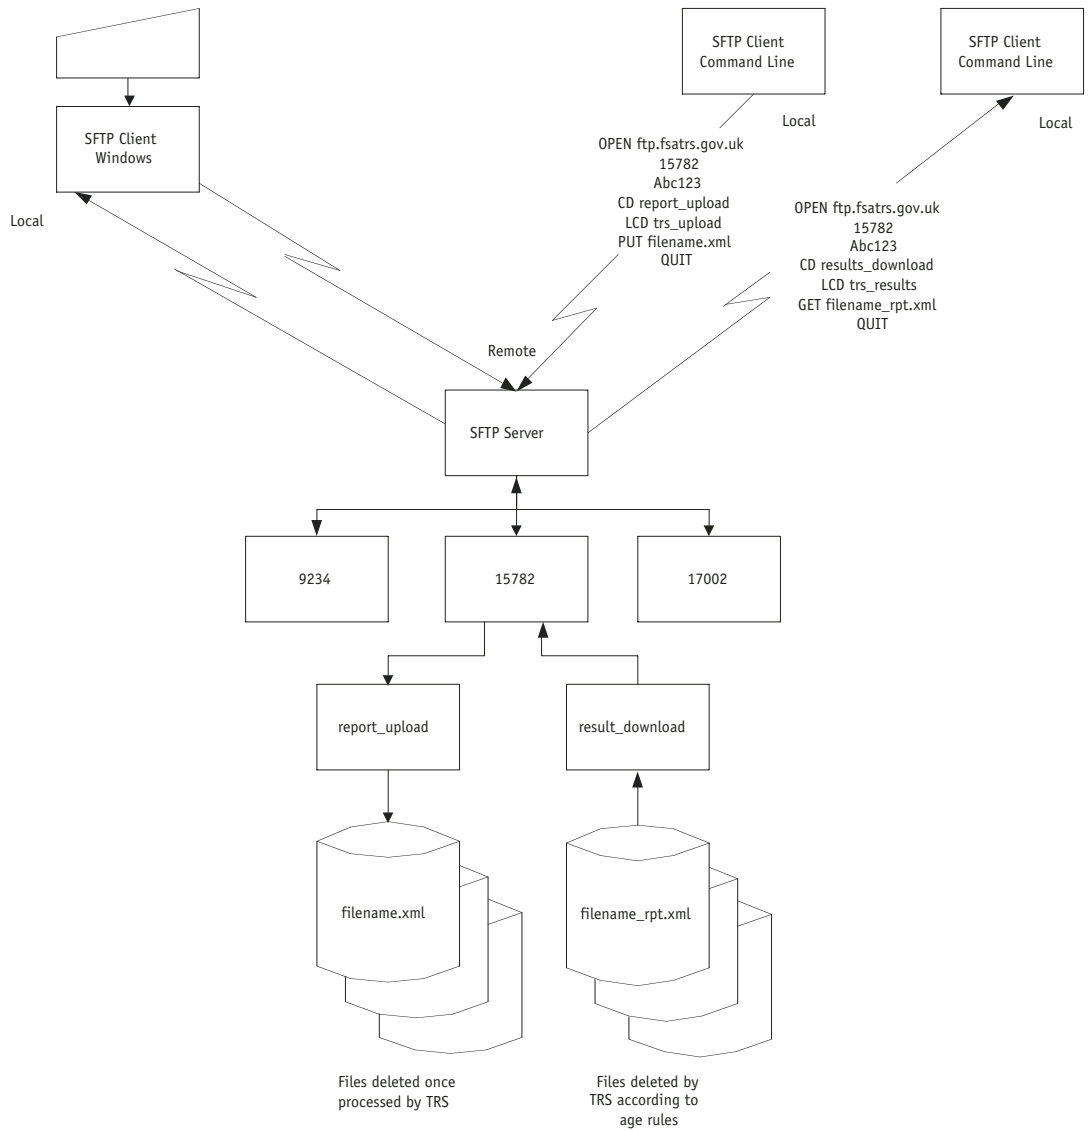 SFTP Client
Windows
Local
SFTP Client
Command Line
Local
OPEN ftp.fsatrs.gov.uk
15782
Abc123
CD report_upload
LCD trs_upload
PUT filename.xml
QUIT
SFTP Client
Command Line
Local
OPEN ftp.fsatrs.gov.uk
15782
Abc123
CD results_download
LCD trs_results
GET filename_rpt.xml
QUIT
Remote
SFTP Server
9234
15782
17002
report_upload
result_download
filename.xml
filename_rpt.xml
Files deleted once
processed by TRS
Files deleted by
TRS according to
age rules